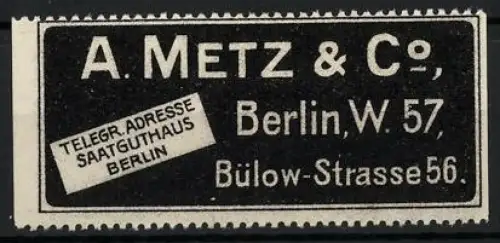 A. METZ & Co,
TELEGR. ADRESSE
SAATGUTHAUS
BERLIN
Berlin, W. 57,
Bülow-Strasse 56.